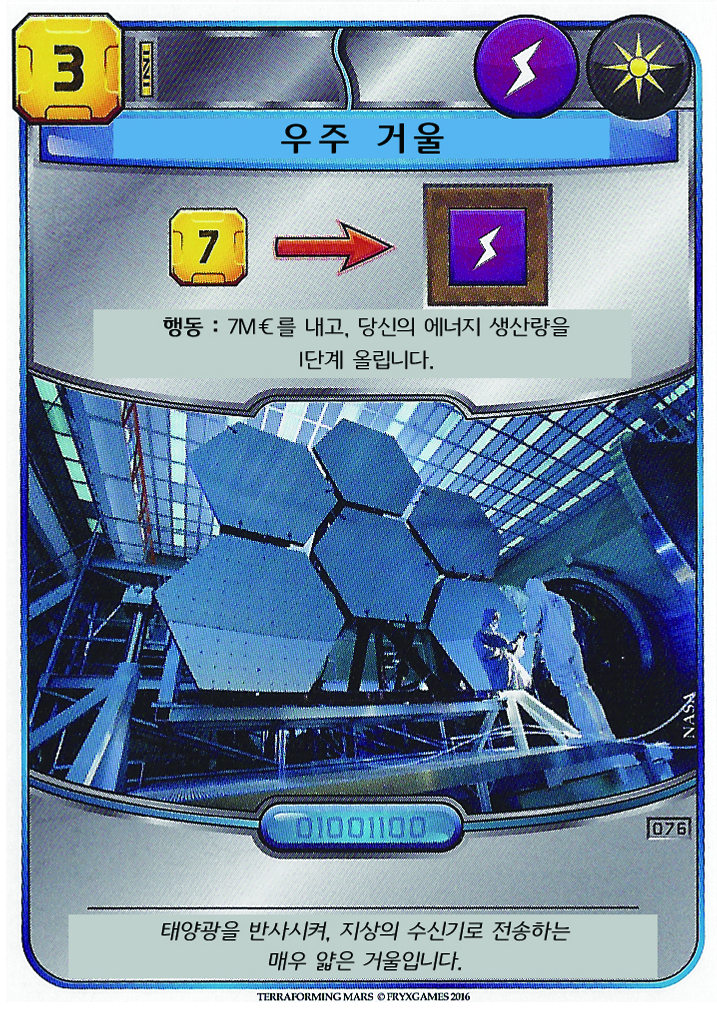 3
우주 거울
7
행동 : 7M€를 내고, 당신의 에너지 생산량을
1단계 올립니다.
NASA
01001100
076
태양광을 반사시켜, 지상의 수신기로 전송하는
매우 얇은 거울입니다.
TERRAFORMING MARS © FRYXGAMES 2016